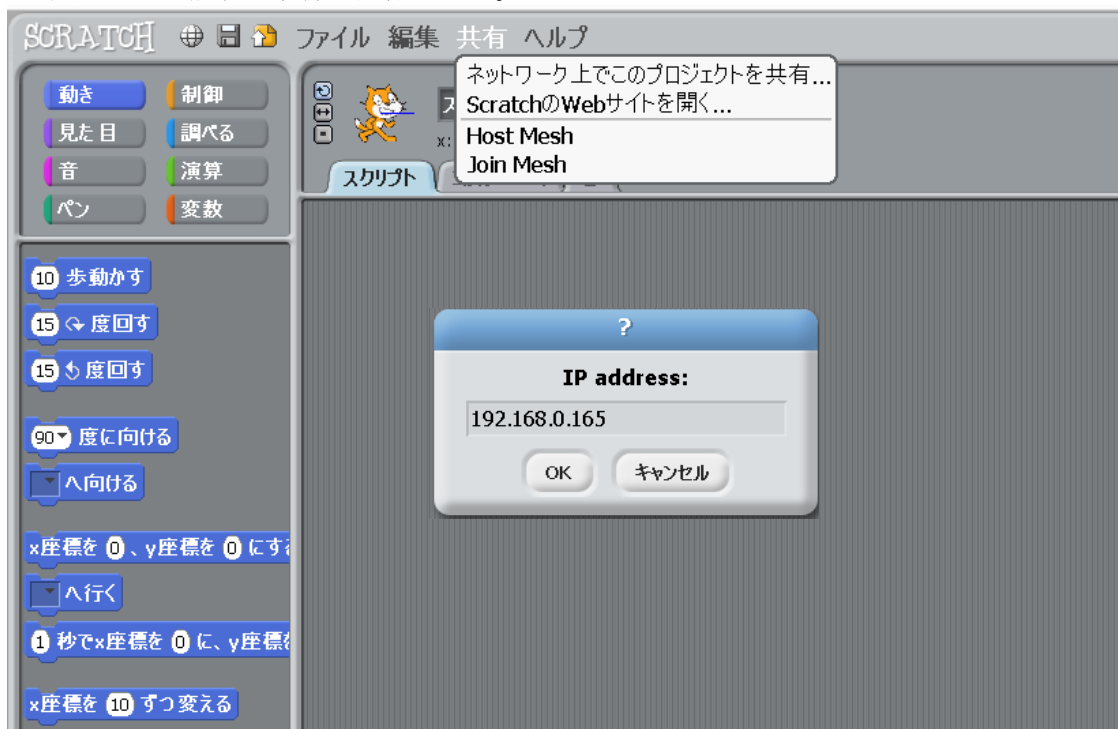 SCRATCH ファイル 編集 共有 ヘルプ
ネットワーク上でこのプロジェクトを共有...
ScratchのWebサイトを開く...
Host Mesh
Join Mesh
動き 制御
見た目 調べる
音 演算
ペン 変数
x:
スクリプト
10 歩動かす
15 度回す
15 度回す
90 度に向ける
へ向ける
x座標を 0 、y座標を 0 にする
へ行く
1 秒でx座標を 0 に、y座標を
x座標を 10 ずつ変える
?
IP address:
192.168.0.165
OK キャンセル